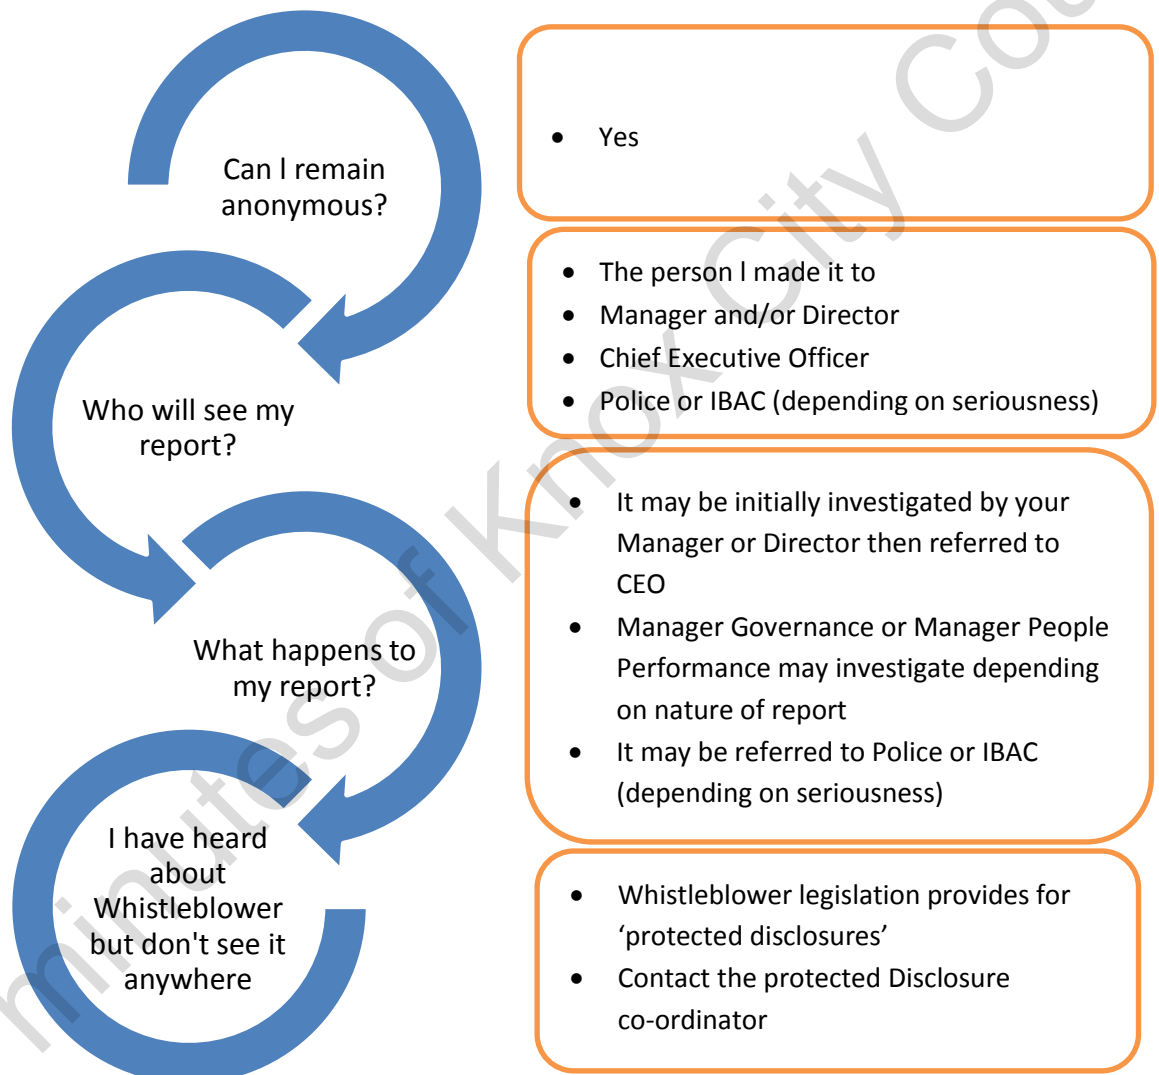 Can I remain
anonymous?
• Yes
Who will see my
report?
• The person I made it to
• Manager and/or Director
• Chief Executive Officer
• Police or IBAC (depending on seriousness)
What happens to
my report?
• It may be initially investigated by your
Manager or Director then referred to
CEO
• Manager Governance or Manager People
Performance may investigate depending
on nature of report
• It may be referred to Police or IBAC
(depending on seriousness)
I have heard
about
Whistleblower
but don't see it
anywhere
• Whistleblower legislation provides for
‘protected disclosures’
• Contact the protected Disclosure
co-ordinator
minutes of Knox City Cou